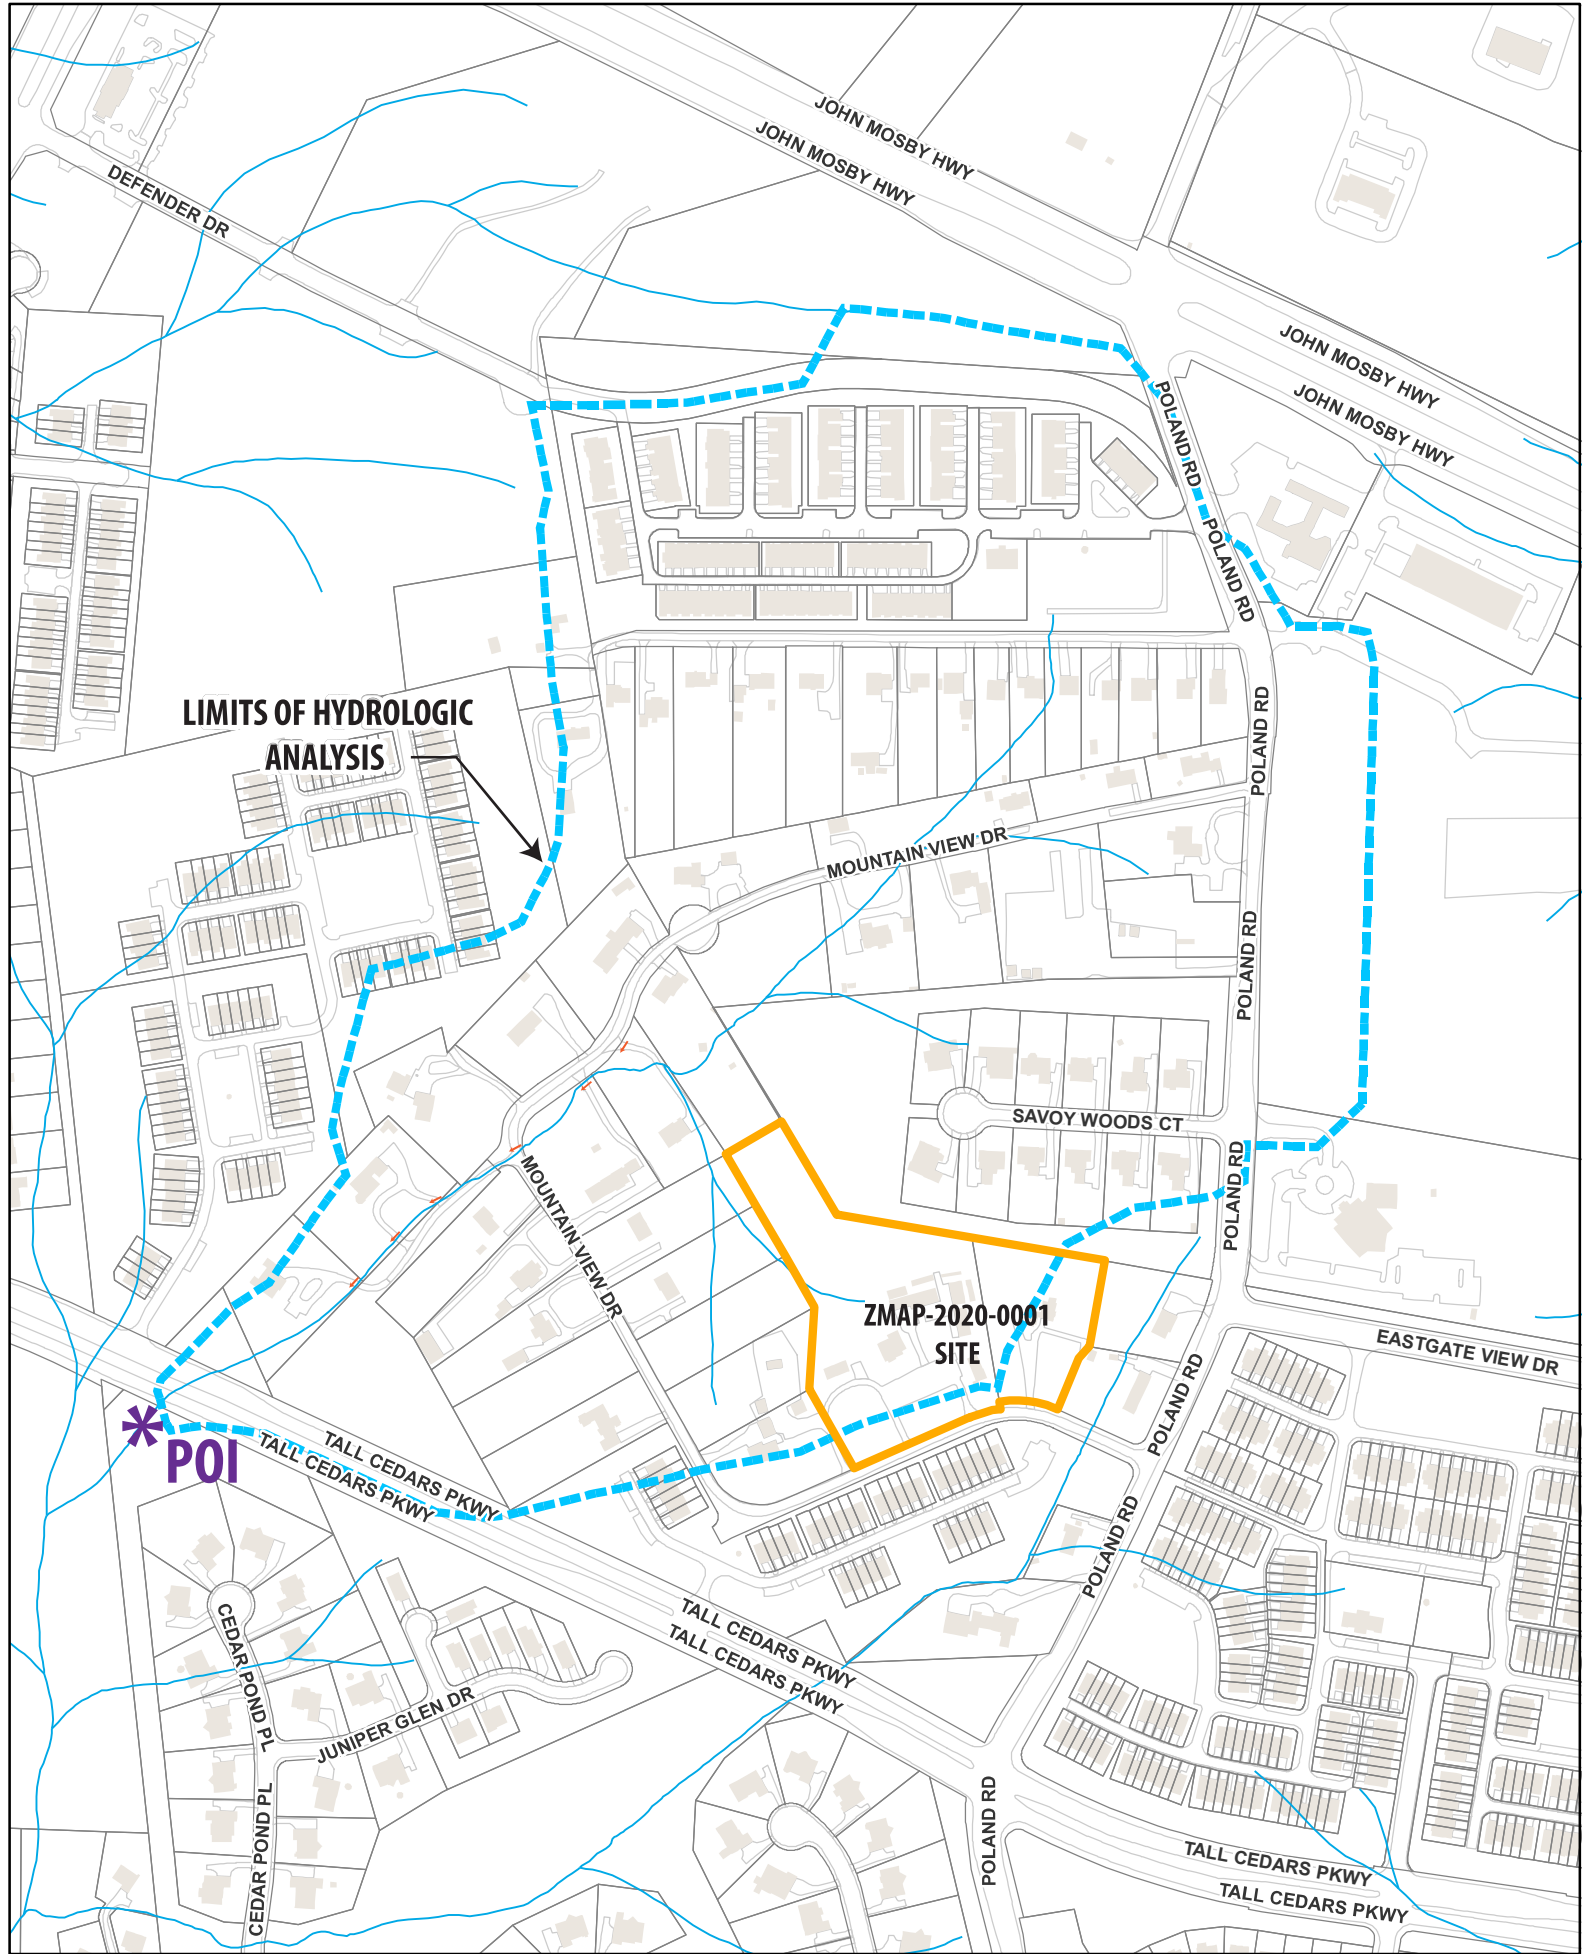 JOHN MOSBY HWY
JOHN MOSBY HWY
DEFENDER DR
JOHN MOSBY HWY
JOHN MOSBY HWY
POLAND RD
POLAND RD
LIMITS OF HYDROLOGIC
ANALYSIS
POLAND RD
MOUNTAIN VIEW DR
POLAND RD
SAVOY WOODS CT
POLAND RD
MOUNTAIN VIEW DR
ZMAP-2020-0001
SITE
EASTGATE VIEW DR
POLAND RD
*
POI
TALL CEDARS PKWY
TALL CEDARS PKWY
POLAND RD
TALL CEDARS PKWY
TALL CEDARS PKWY
CEDAR POND PL
JUNIPER GLEN DR
CEDAR POND PL
POLAND RD
TALL CEDARS PKWY
TALL CEDARS PKWY